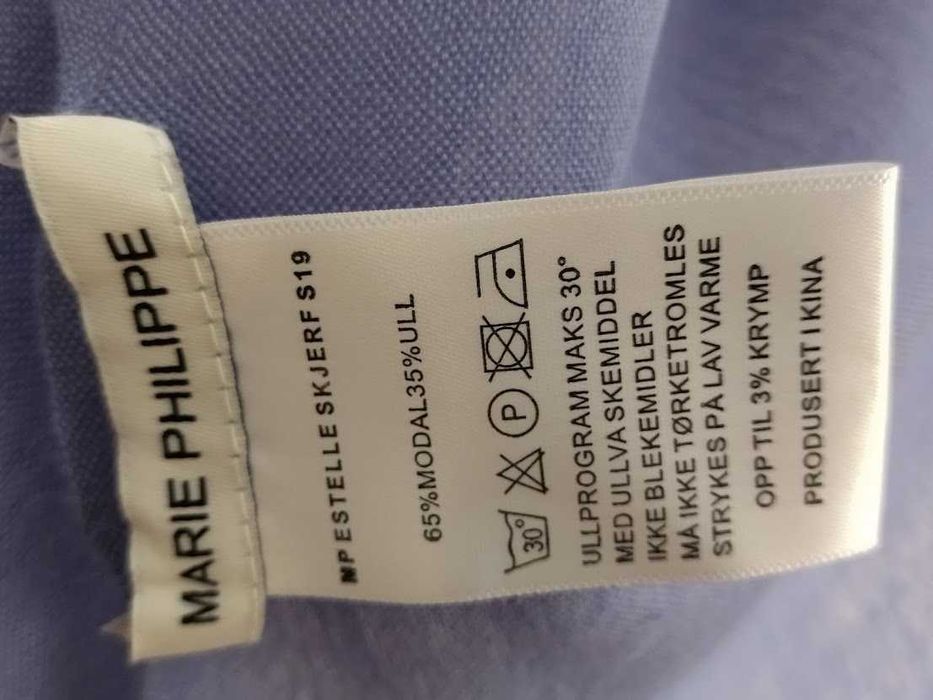 MARIE PHILIPPE
MP ESTELLE SKJERF S19
65%MODAL35%ULL
30°
P
ULLPROGRAM MAKS 30°
MED ULLVASKEMIDDEL
IKKE BLEKEMIDLER
MÅ IKKE TØRKETROMLES
STRYKES PÅ LAV VARME
OPP TIL 3% KRYMP
PRODUSERT I KINA